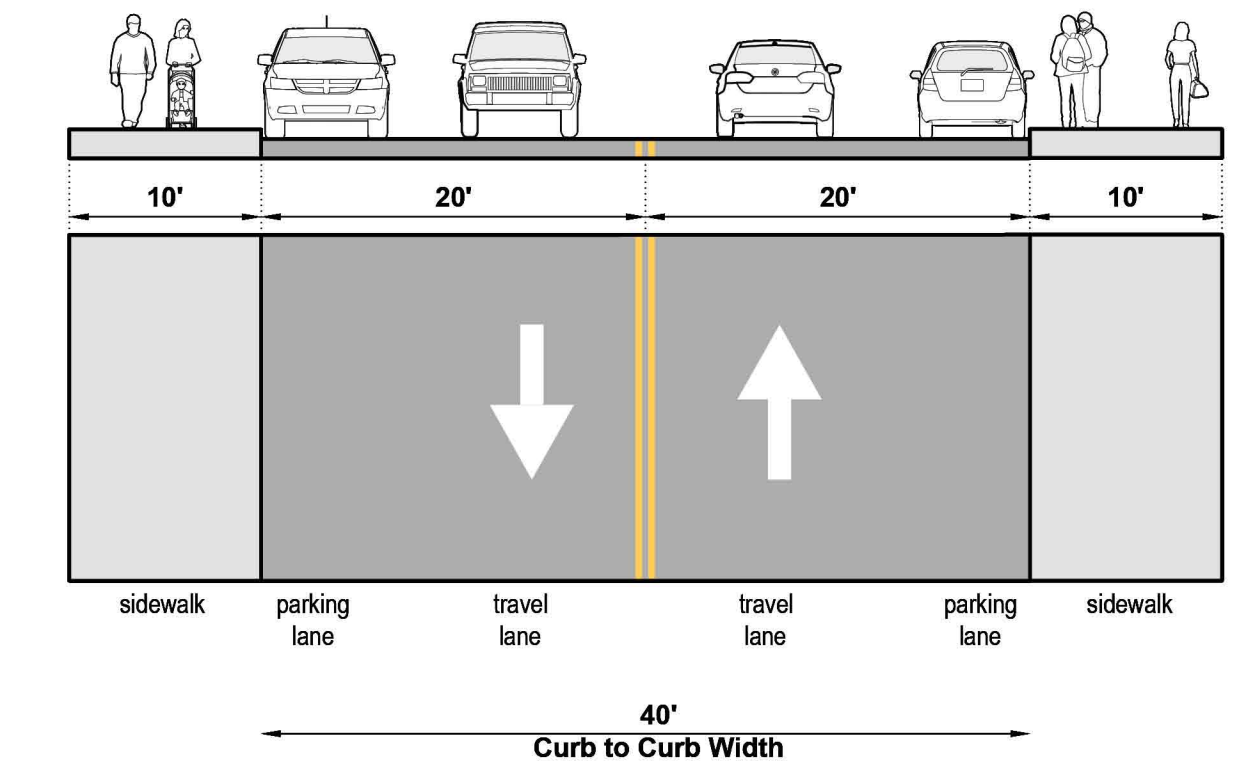 10'
20'
20'
10'
sidewalk
parking
lane
travel
lane
travel
lane
parking
lane
sidewalk
40'
Curb to Curb Width